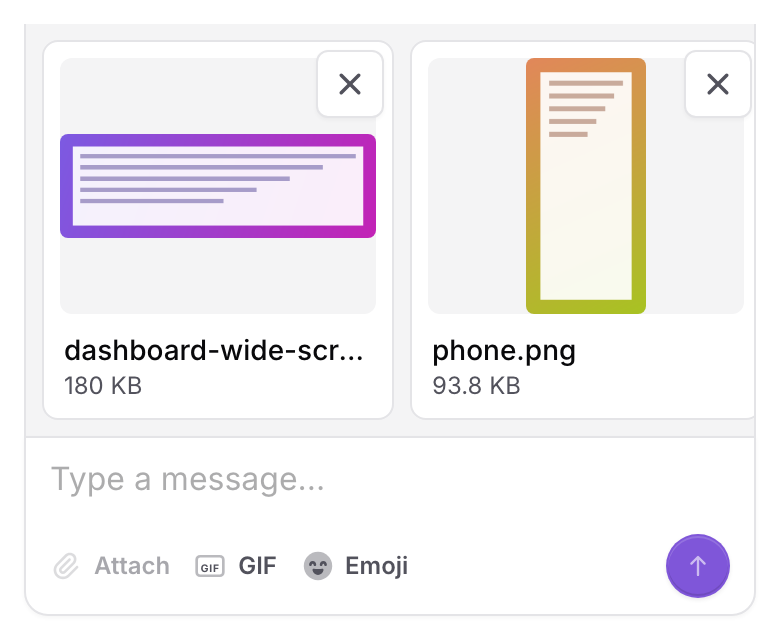 dashboard-wide-scr...
180 KB
phone.png
93.8 KB
Type a message...
Attach
GIF GIF
Emoji